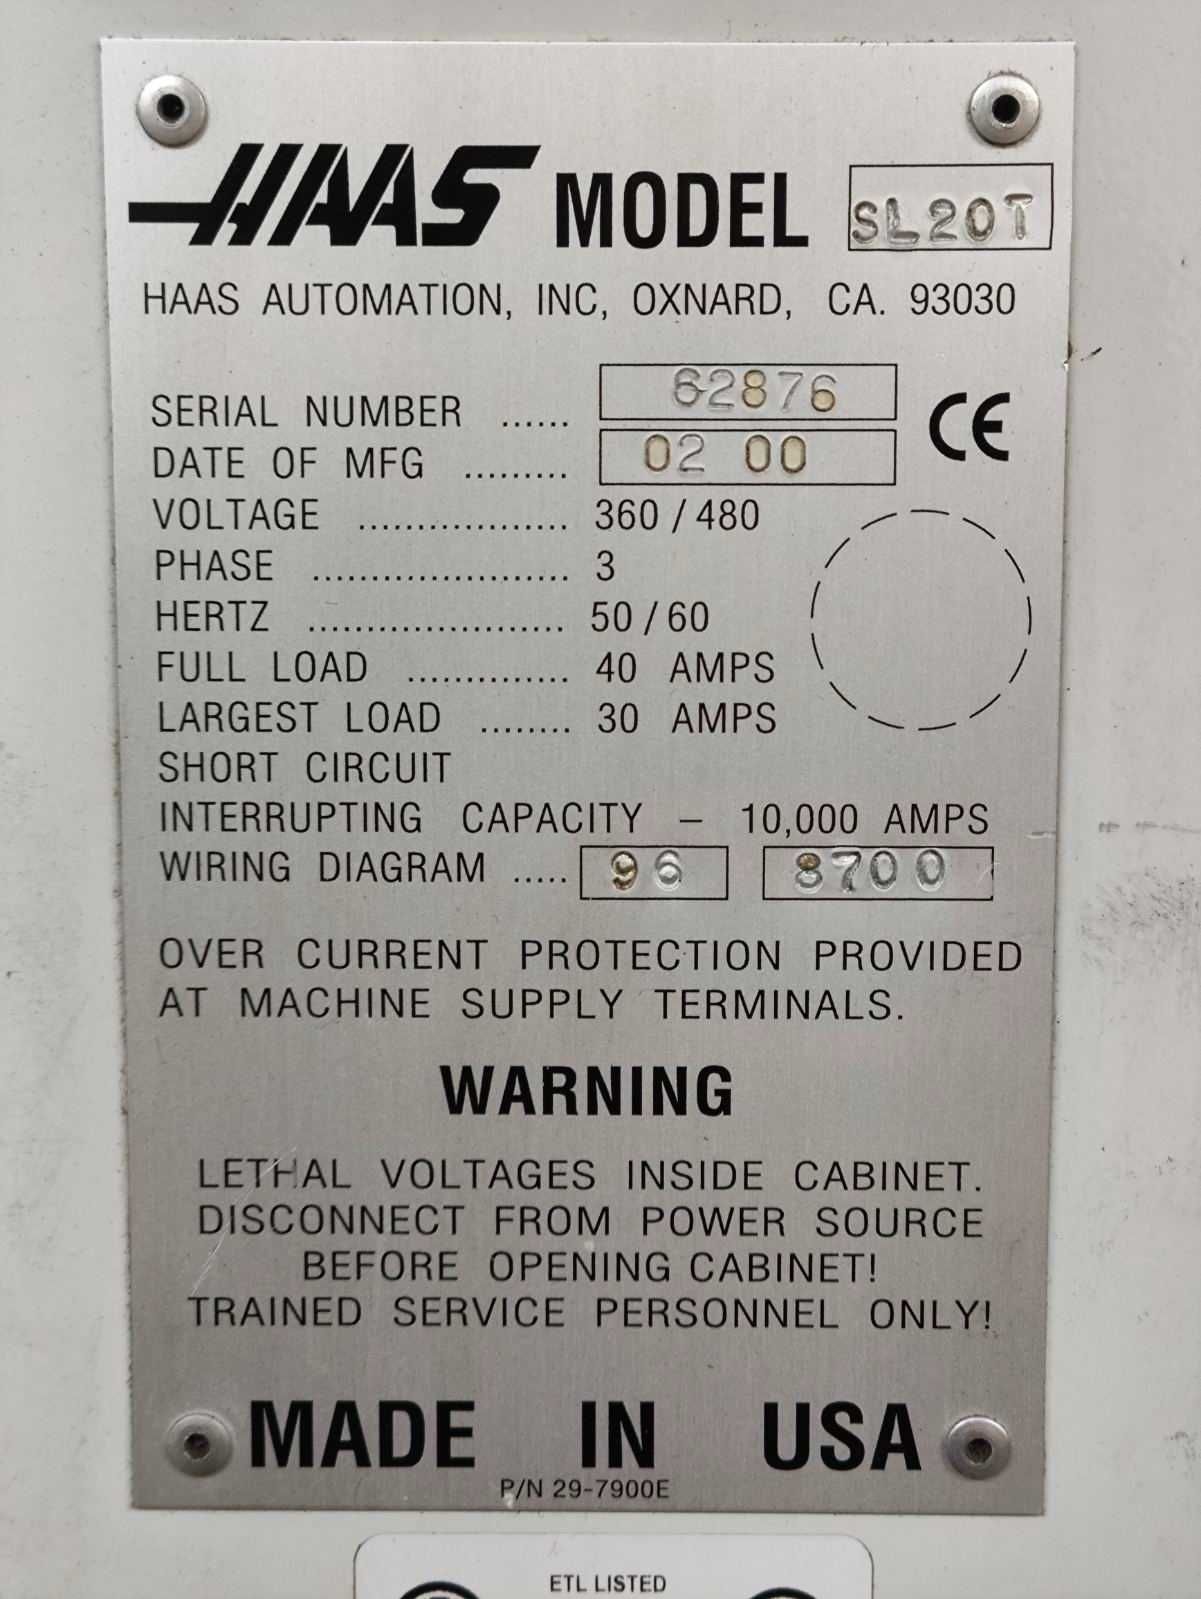 HAAS MODEL SL20T
HAAS AUTOMATION, INC, OXNARD, CA. 93030
SERIAL NUMBER ...... 62876
CE
DATE OF MFG ......... 02 00
VOLTAGE .................. 360 / 480
PHASE ...................... 3
HERTZ ...................... 50 / 60
FULL LOAD .............. 40 AMPS
LARGEST LOAD ........ 30 AMPS
SHORT CIRCUIT
INTERRUPTING CAPACITY – 10,000 AMPS
WIRING DIAGRAM ..... 96 8700
OVER CURRENT PROTECTION PROVIDED
AT MACHINE SUPPLY TERMINALS.
WARNING
LETHAL VOLTAGES INSIDE CABINET.
DISCONNECT FROM POWER SOURCE
BEFORE OPENING CABINET!
TRAINED SERVICE PERSONNEL ONLY!
MADE IN USA
P/N 29-7900E
ETL LISTED